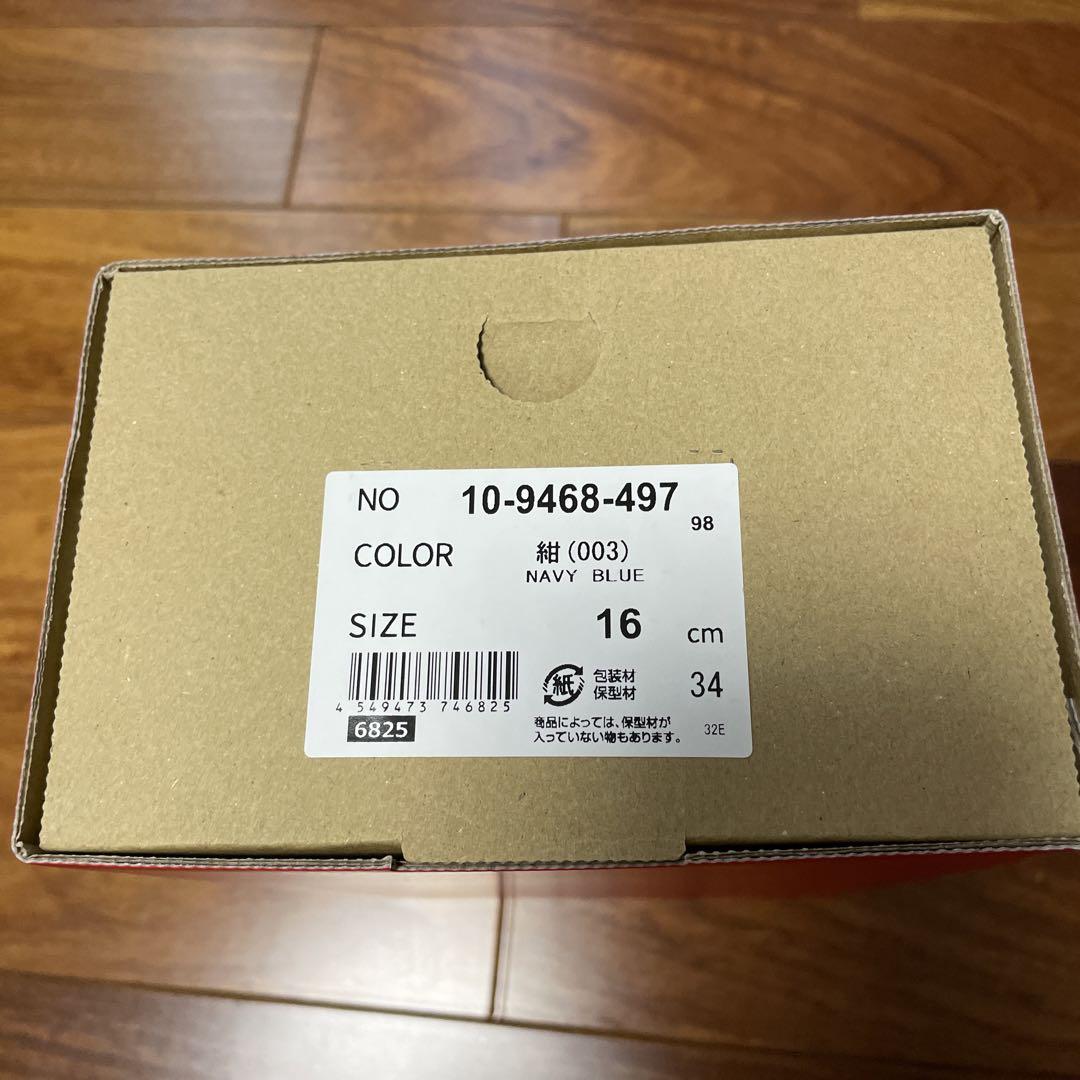 NO 10-9468-497 98
COLOR 紺(003)
NAVY BLUE
SIZE 16 cm
4 549473 746825
6825
紙 包装材
保型材
34
商品によっては、保型材が
入っていない物もあります。
32E